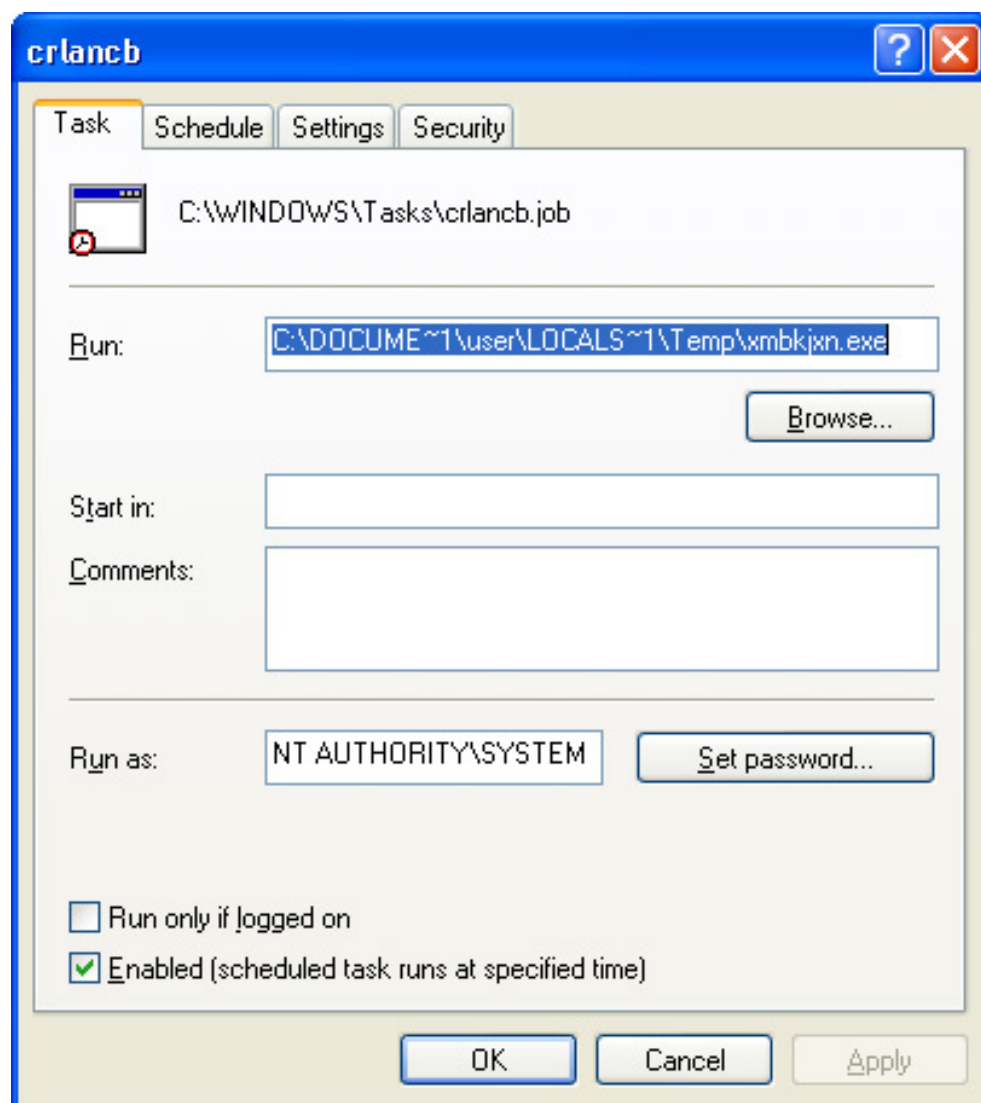 crlancb
Task Schedule Settings Security
C:\WINDOWS\Tasks\crlancb.job
Run: C:\DOCUME~1\user\LOCALS~1\Temp\xmbkjxn.exe
Browse...
Start in:
Comments:
Run as: NT AUTHORITY\SYSTEM Set password...
Run only if logged on
Enabled (scheduled task runs at specified time)
OK Cancel Apply